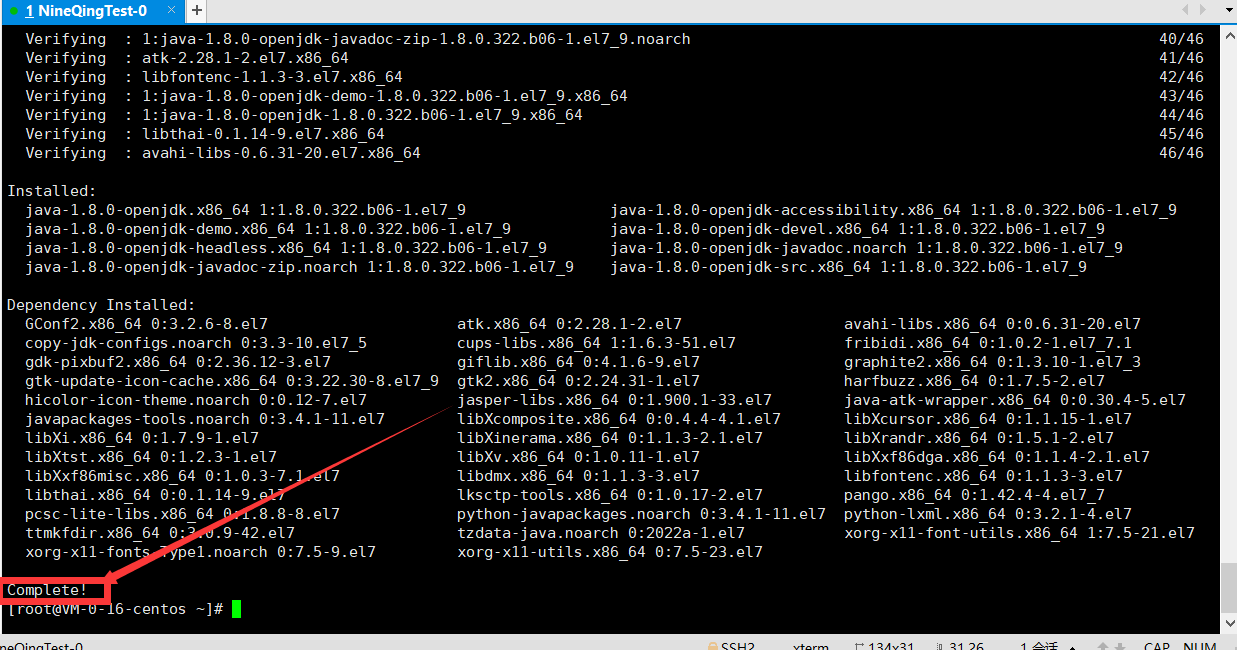 1 NineQingTest-0 × +
Verifying : 1:java-1.8.0-openjdk-javadoc-zip-1.8.0.322.b06-1.el7_9.noarch 40/46
Verifying : atk-2.28.1-2.el7.x86_64 41/46
Verifying : libfontenc-1.1.3-3.el7.x86_64 42/46
Verifying : 1:java-1.8.0-openjdk-demo-1.8.0.322.b06-1.el7_9.x86_64 43/46
Verifying : 1:java-1.8.0-openjdk-1.8.0.322.b06-1.el7_9.x86_64 44/46
Verifying : libthai-0.1.14-9.el7.x86_64 45/46
Verifying : avahi-libs-0.6.31-20.el7.x86_64 46/46
Installed:
java-1.8.0-openjdk.x86_64 1:1.8.0.322.b06-1.el7_9 java-1.8.0-openjdk-accessibility.x86_64 1:1.8.0.322.b06-1.el7_9
java-1.8.0-openjdk-demo.x86_64 1:1.8.0.322.b06-1.el7_9 java-1.8.0-openjdk-devel.x86_64 1:1.8.0.322.b06-1.el7_9
java-1.8.0-openjdk-headless.x86_64 1:1.8.0.322.b06-1.el7_9 java-1.8.0-openjdk-javadoc.noarch 1:1.8.0.322.b06-1.el7_9
java-1.8.0-openjdk-javadoc-zip.noarch 1:1.8.0.322.b06-1.el7_9 java-1.8.0-openjdk-src.x86_64 1:1.8.0.322.b06-1.el7_9
Dependency Installed:
GConf2.x86_64 0:3.2.6-8.el7 atk.x86_64 0:2.28.1-2.el7 avahi-libs.x86_64 0:0.6.31-20.el7
copy-jdk-configs.noarch 0:3.3-10.el7_5 cups-libs.x86_64 1:1.6.3-51.el7 fribidi.x86_64 0:1.0.2-1.el7_7.1
gdk-pixbuf2.x86_64 0:2.36.12-3.el7 giflib.x86_64 0:4.1.6-9.el7 graphite2.x86_64 0:1.3.10-1.el7_3
gtk-update-icon-cache.x86_64 0:3.22.30-8.el7_9 gtk2.x86_64 0:2.24.31-1.el7 harfbuzz.x86_64 0:1.7.5-2.el7
hicolor-icon-theme.noarch 0:0.12-7.el7 jasper-libs.x86_64 0:1.900.1-33.el7 java-atk-wrapper.x86_64 0:0.30.4-5.el7
javapackages-tools.noarch 0:3.4.1-11.el7 libXcomposite.x86_64 0:0.4.4-4.1.el7 libXcursor.x86_64 0:1.1.15-1.el7
libXi.x86_64 0:1.7.9-1.el7 libXinerama.x86_64 0:1.1.3-2.1.el7 libXrandr.x86_64 0:1.5.1-2.el7
libXtst.x86_64 0:1.2.3-1.el7 libXv.x86_64 0:1.0.11-1.el7 libXxf86dga.x86_64 0:1.1.4-2.1.el7
libXxf86misc.x86_64 0:1.0.3-7.1.el7 libdmx.x86_64 0:1.1.3-3.el7 libfontenc.x86_64 0:1.1.3-3.el7
libthai.x86_64 0:0.1.14-9.el7 lksctp-tools.x86_64 0:1.0.17-2.el7 pango.x86_64 0:1.42.4-4.el7_7
pcsc-lite-libs.x86_64 0:1.8.8-8.el7 python-javapackages.noarch 0:3.4.1-11.el7 python-lxml.x86_64 0:3.2.1-4.el7
ttmkfdir.x86_64 0:3.0.9-42.el7 tzdata-java.noarch 0:2022a-1.el7 xorg-x11-font-utils.x86_64 1:7.5-21.el7
xorg-x11-fonts-Type1.noarch 0:7.5-9.el7 xorg-x11-utils.x86_64 0:7.5-23.el7
Complete!
[root@VM-0-16-centos ~]#
neQingTest-0 SSH2 xterm 134x31 31,26 1 会话 CAP NUM